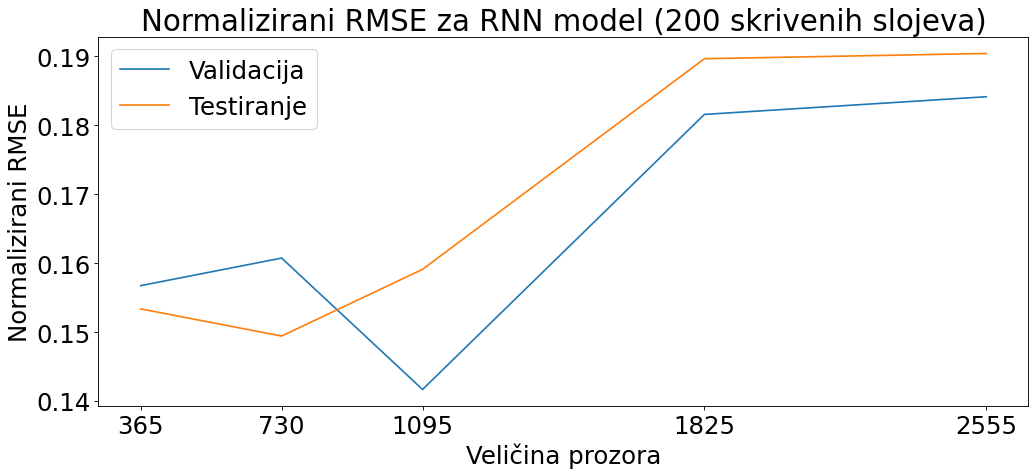 Normalizirani RMSE za RNN model (200 skrivenih slojeva)
Validacija
Testiranje
Normalizirani RMSE
0.19
0.18
0.17
0.16
0.15
0.14
365 730 1095 1825 2555
Veličina prozora